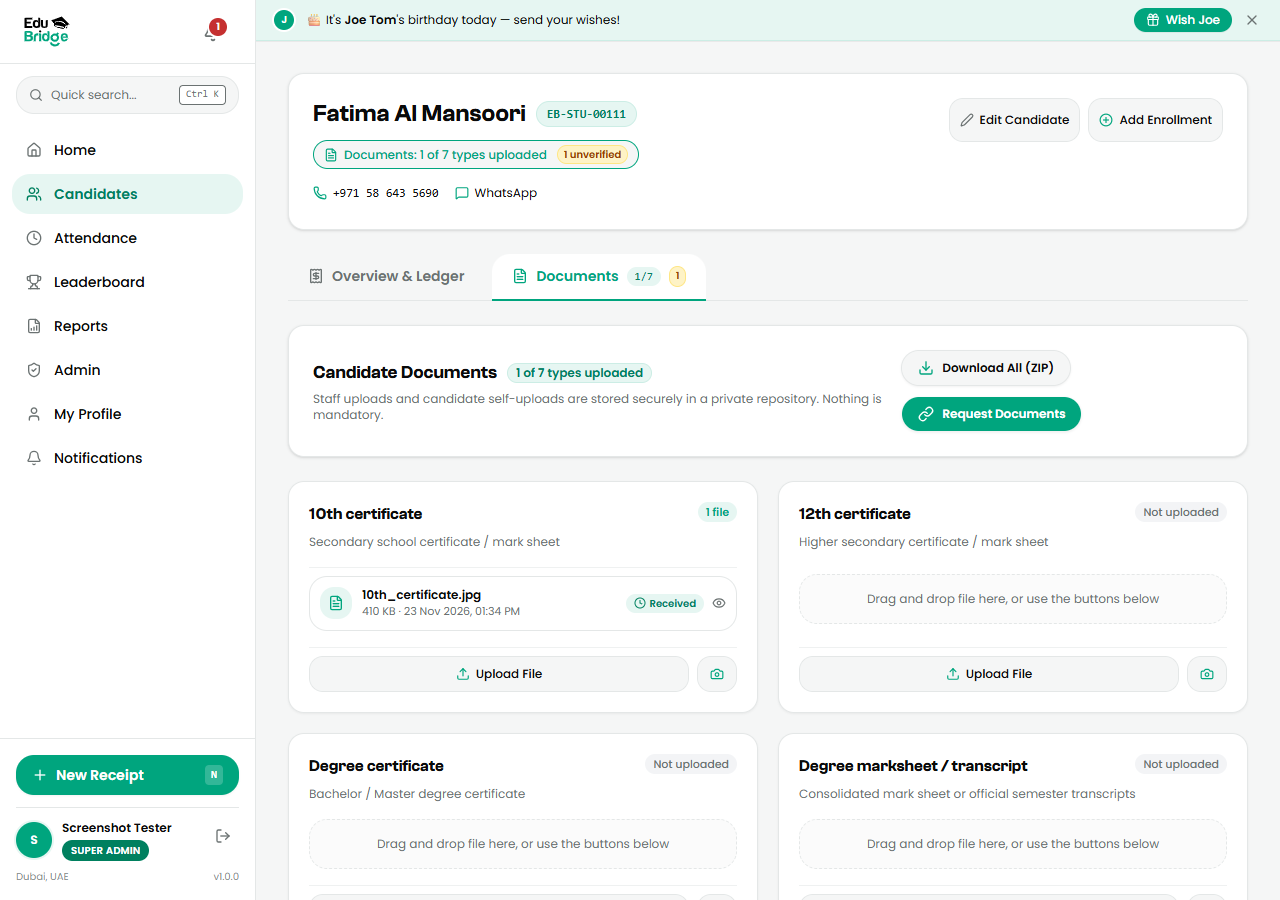 Edu
Bridge
1
Quick search...
Ctrl K
Home
Candidates
Attendance
Leaderboard
Reports
Admin
My Profile
Notifications
New Receipt
N
S
Screenshot Tester
SUPER ADMIN
Dubai, UAE
v1.0.0
J
It's Joe Tom's birthday today — send your wishes!
Wish Joe
Fatima Al Mansoori
EB-STU-00111
Edit Candidate
Add Enrollment
Documents: 1 of 7 types uploaded
1 unverified
+971 58 643 5690
WhatsApp
Overview & Ledger
Documents
1/7
1
Candidate Documents
1 of 7 types uploaded
Staff uploads and candidate self-uploads are stored securely in a private repository. Nothing is
mandatory.
Download All (ZIP)
Request Documents
10th certificate
1 file
Secondary school certificate / mark sheet
10th_certificate.jpg
410 KB · 23 Nov 2026, 01:34 PM
Received
Upload File
12th certificate
Not uploaded
Higher secondary certificate / mark sheet
Drag and drop file here, or use the buttons below
Upload File
Degree certificate
Not uploaded
Bachelor / Master degree certificate
Drag and drop file here, or use the buttons below
Degree marksheet / transcript
Not uploaded
Consolidated mark sheet or official semester transcripts
Drag and drop file here, or use the buttons below